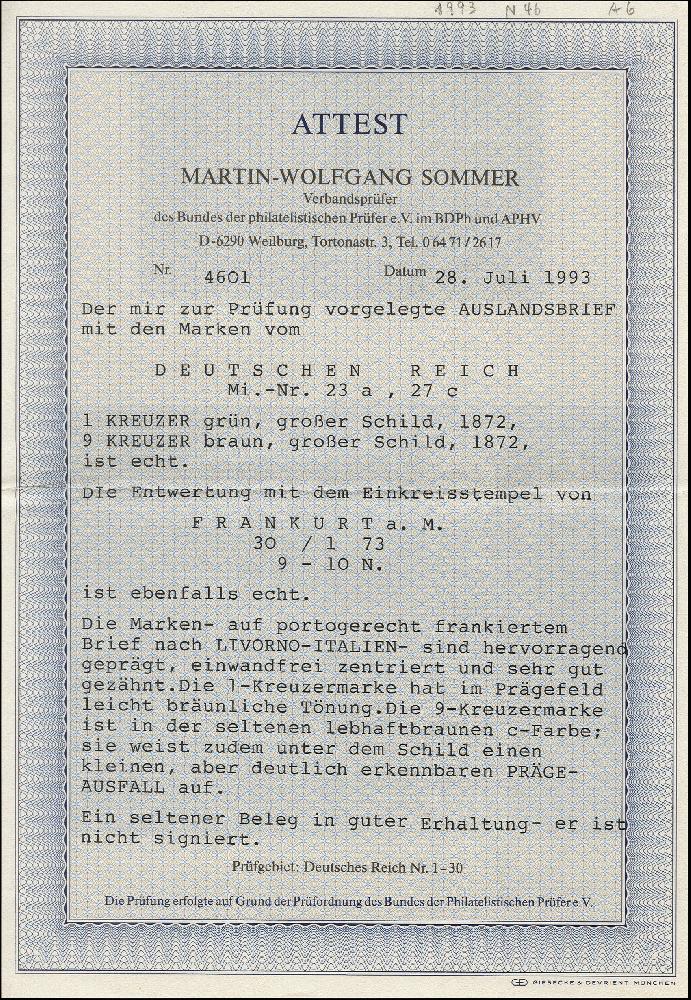 1993 N 46 A6
ATTEST
MARTIN-WOLFGANG SOMMER
Verbandsprüfer
des Bundes der philatelistischen Prüfer e.V. im BDPh und APHV
D-6290 Weilburg, Tortonastr. 3, Tel. 0 64 71 / 26 17
Nr. 4601 Datum 28. Juli 1993
Der mir zur Prüfung vorgelegte AUSLANDSBRIEF
mit den Marken vom
D E U T S C H E N R E I C H
Mi.-Nr. 23 a , 27 c
1 KREUZER grün, großer Schild, 1872,
9 KREUZER braun, großer Schild, 1872,
ist echt.
Die Entwertung mit dem Einkreisstempel von
F R A N K U R T a. M.
30 / 1 73
9 - 10 N.
ist ebenfalls echt.
Die Marken- auf portogerecht frankiertem
Brief nach LIVORNO-ITALIEN- sind hervorragend
geprägt, einwandfrei zentriert und sehr gut
gezähnt.Die 1-Kreuzermarke hat im Prägefeld
leicht bräunliche Tönung.Die 9-Kreuzermarke
ist in der seltenen lebhaftbraunen c-Farbe;
sie weist zudem unter dem Schild einen
kleinen, aber deutlich erkennbaren PRÄGE-
AUSFALL auf.
Ein seltener Beleg in guter Erhaltung- er ist
nicht signiert.
Prüfgebiet: Deutsches Reich Nr. 1-30
Die Prüfung erfolgte auf Grund der Prüfordnung des Bundes der Philatelistischen Prüfer e.V.
GIESECKE & DEVRIENT MÜNCHEN